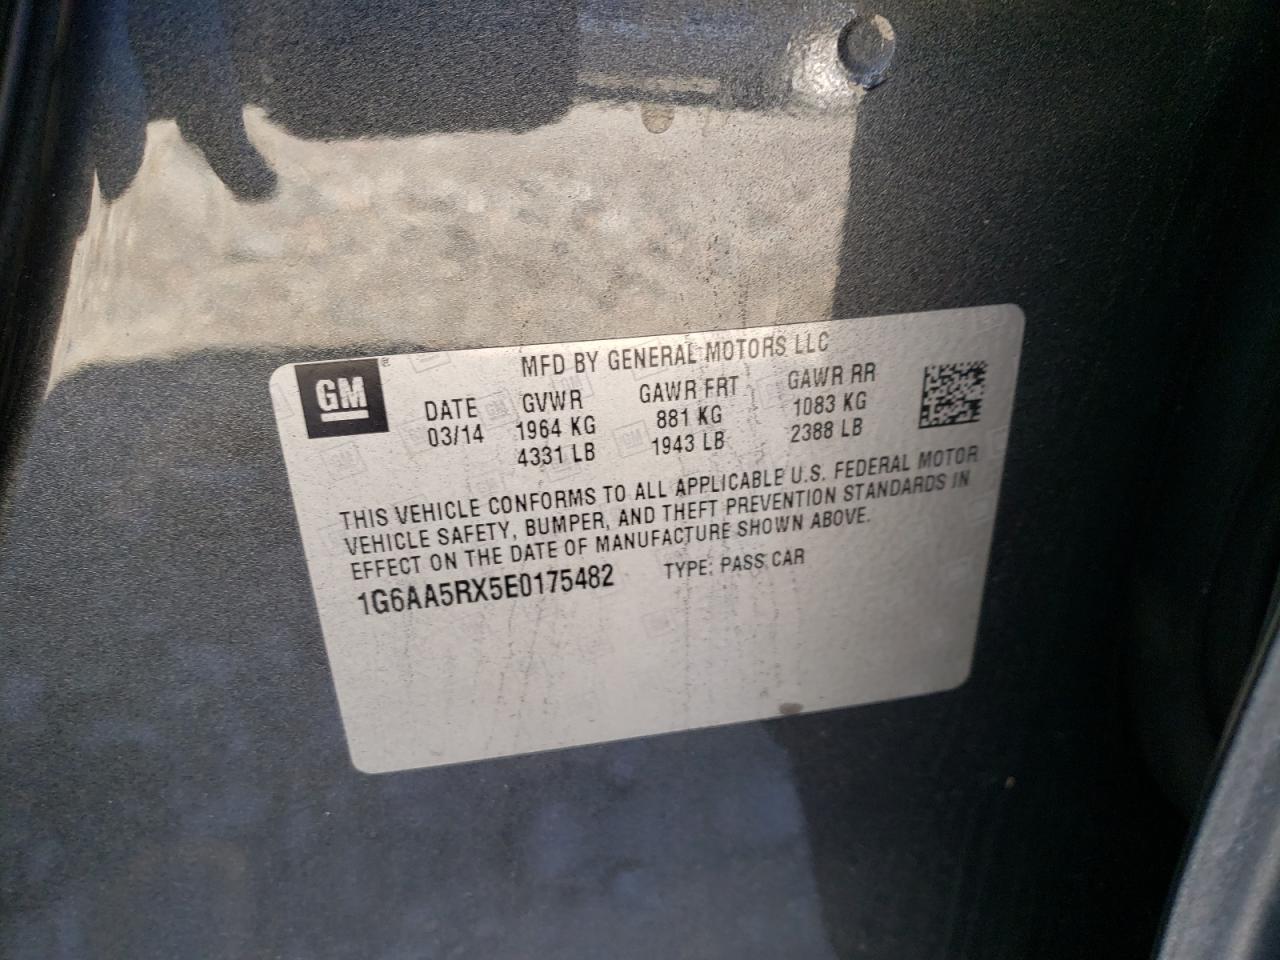 GM
MFD BY GENERAL MOTORS LLC
DATE GVWR GAWR FRT GAWR RR
03/14 1964 KG 881 KG 1083 KG
4331 LB 1943 LB 2388 LB
THIS VEHICLE CONFORMS TO ALL APPLICABLE U.S. FEDERAL MOTOR
VEHICLE SAFETY, BUMPER, AND THEFT PREVENTION STANDARDS IN
EFFECT ON THE DATE OF MANUFACTURE SHOWN ABOVE.
1G6AA5RX5E0175482 TYPE: PASS CAR